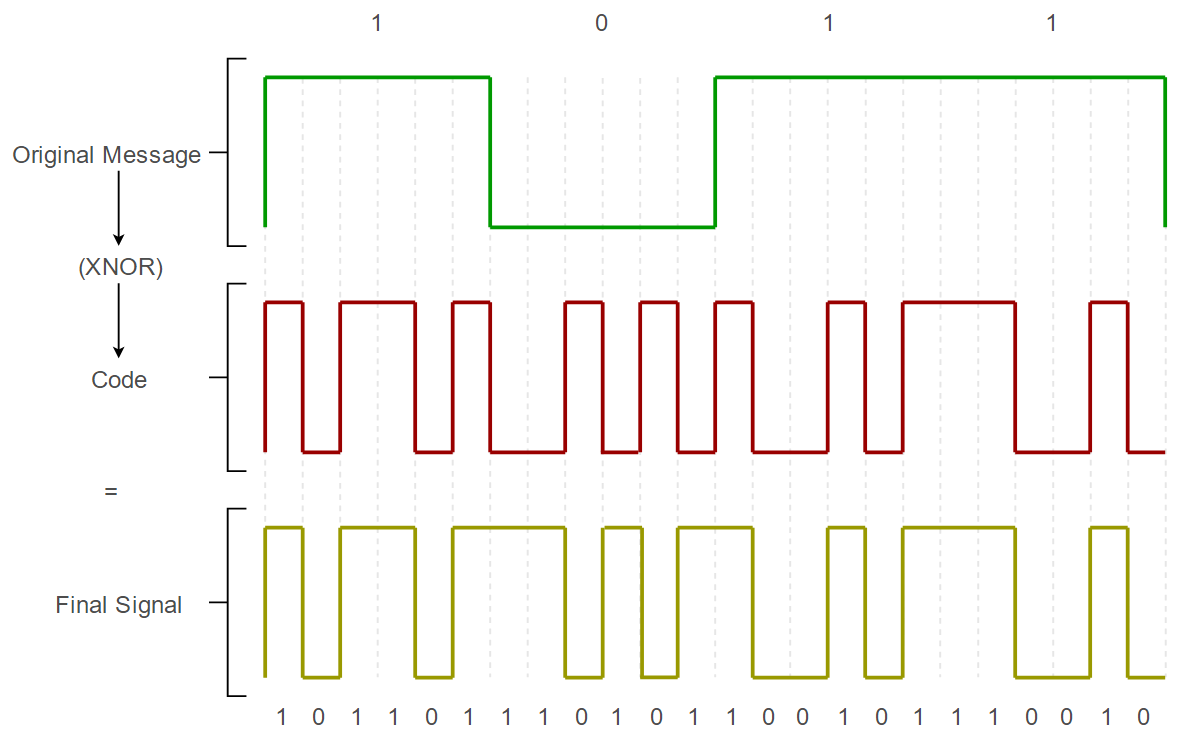 1 0 1 1
Original Message
(XNOR)
Code
=
Final Signal
1 0 1 1 0 1 1 1 0 1 0 1 1 0 0 1 0 1 1 1 0 0 1 0